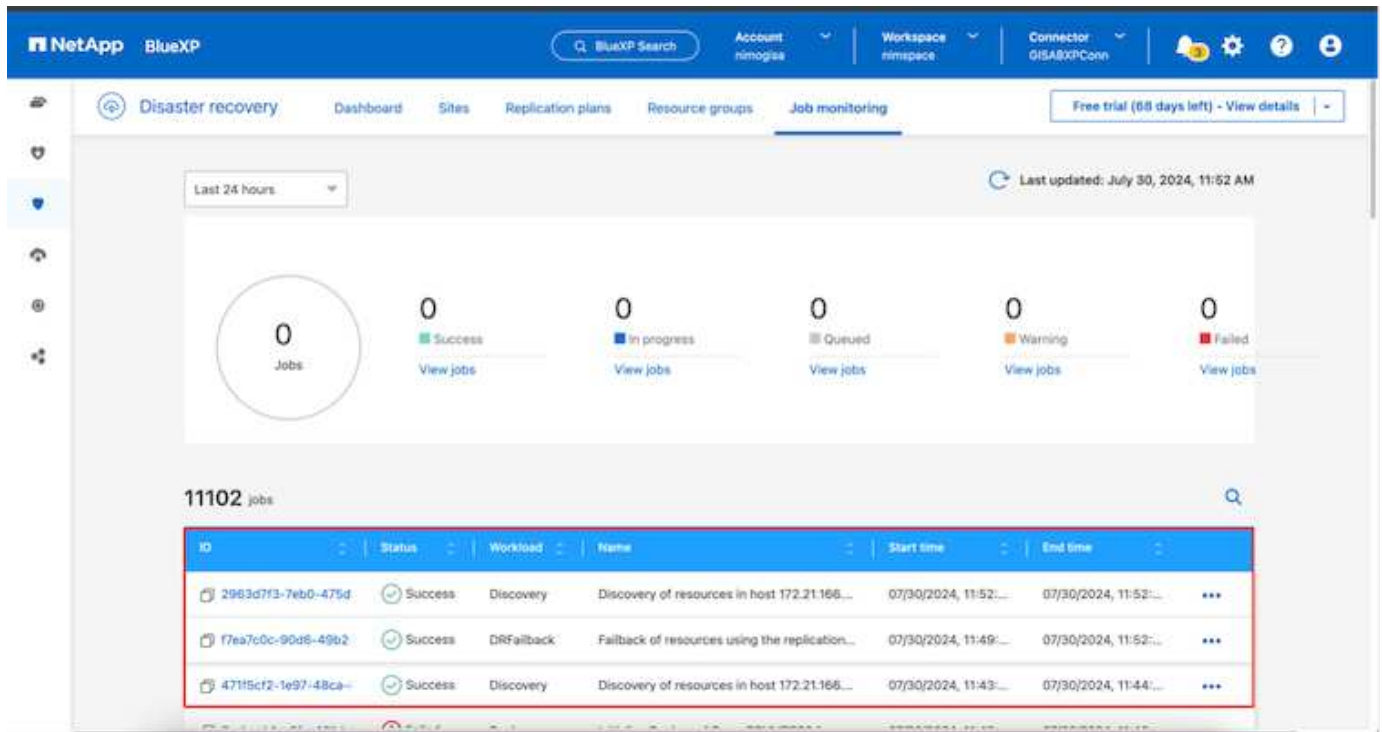 NetApp BlueXP BlueXP Search Account nimogisa Workspace nimspace Connector GISABXPConn 3
Disaster recovery Dashboard Sites Replication plans Resource groups Job monitoring Free trial (68 days left) - View details
Last 24 hours Last updated: July 30, 2024, 11:52 AM
0 Jobs
0 Success View jobs
0 In progress View jobs
0 Queued View jobs
0 Warning View jobs
0 Failed View jobs
11102 jobs
ID Status Workload Name Start time End time
2963d7f3-7eb0-475d Success Discovery Discovery of resources in host 172.21.166.... 07/30/2024, 11:52:... 07/30/2024, 11:52:...
f7ea7c0c-90d6-49b2 Success DRFailback Failback of resources using the replication... 07/30/2024, 11:49:... 07/30/2024, 11:52:...
471f5cf2-1e97-48ca- Success Discovery Discovery of resources in host 172.21.166.... 07/30/2024, 11:43:... 07/30/2024, 11:44:...